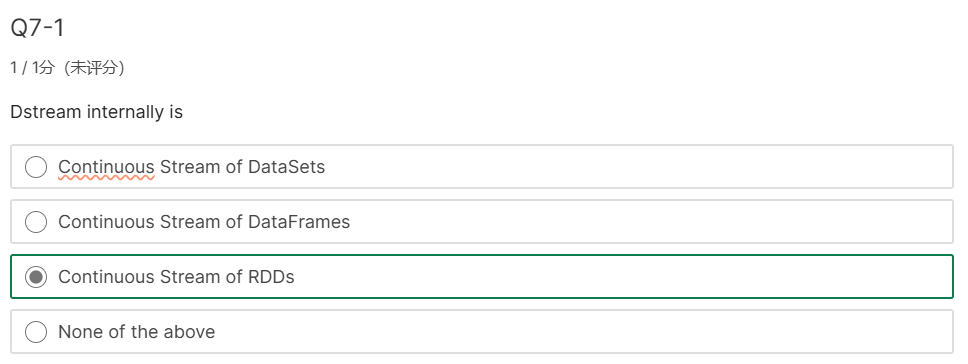 Q7-1
1 / 1分（未评分）
Dstream internally is
Continuous Stream of DataSets
Continuous Stream of DataFrames
Continuous Stream of RDDs
None of the above